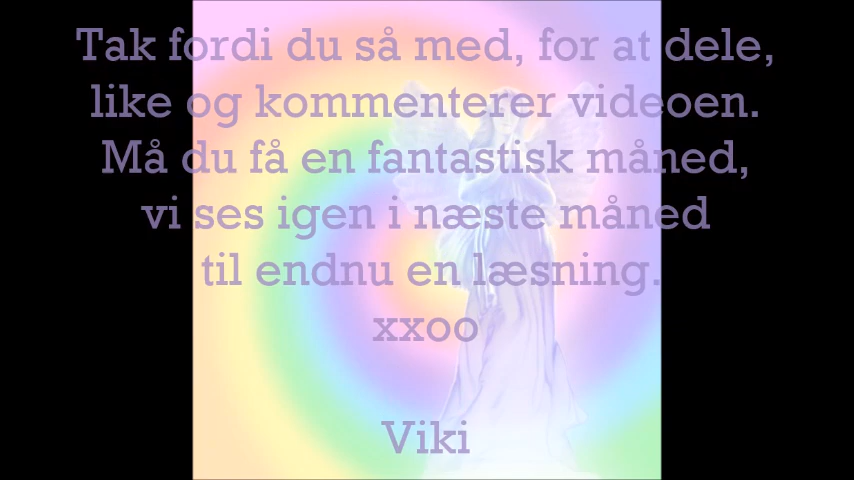 Tak fordi du så med, for at dele,
like og kommenterer videoen.
Må du få en fantastisk måned,
vi ses igen i næste måned
til endnu en læsning.
xxoo
Viki